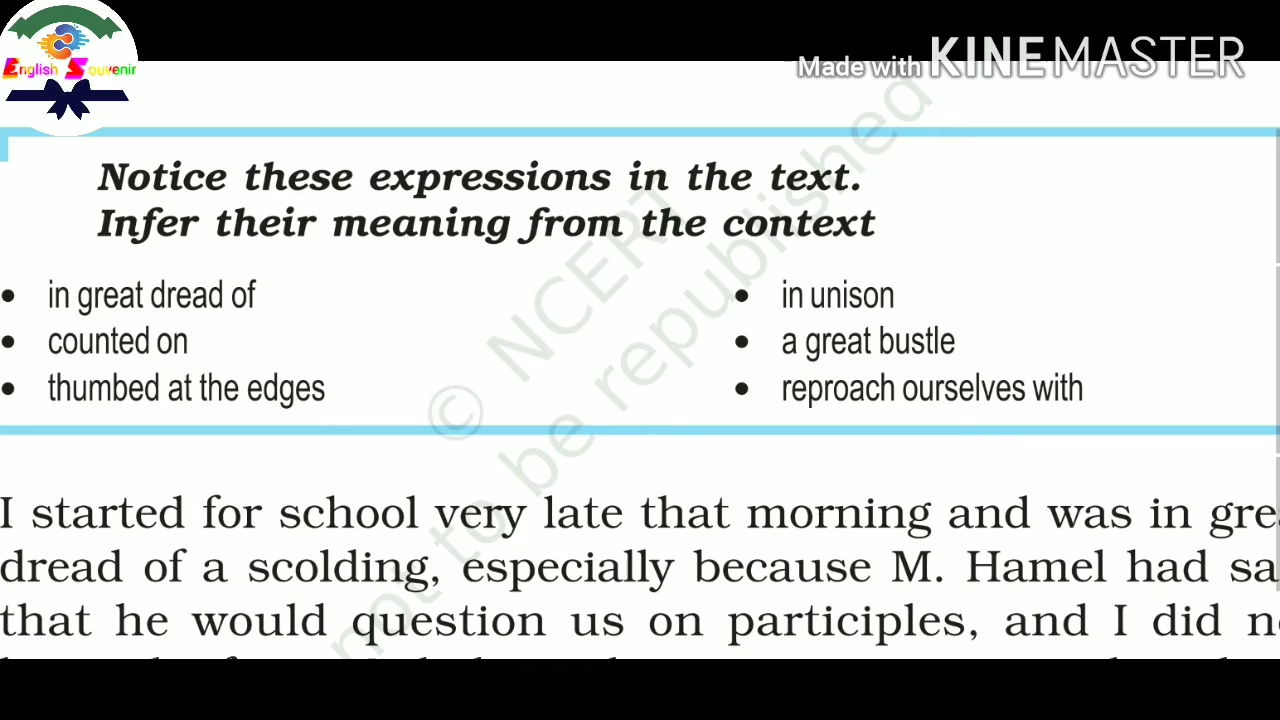 English Souvenir
Made with KINEMASTER
Notice these expressions in the text.
Infer their meaning from the context
• in great dread of
• counted on
• thumbed at the edges
• in unison
• a great bustle
• reproach ourselves with
© NCERT
not to be republished
I started for school very late that morning and was in gre
dread of a scolding, especially because M. Hamel had sa
that he would question us on participles, and I did no